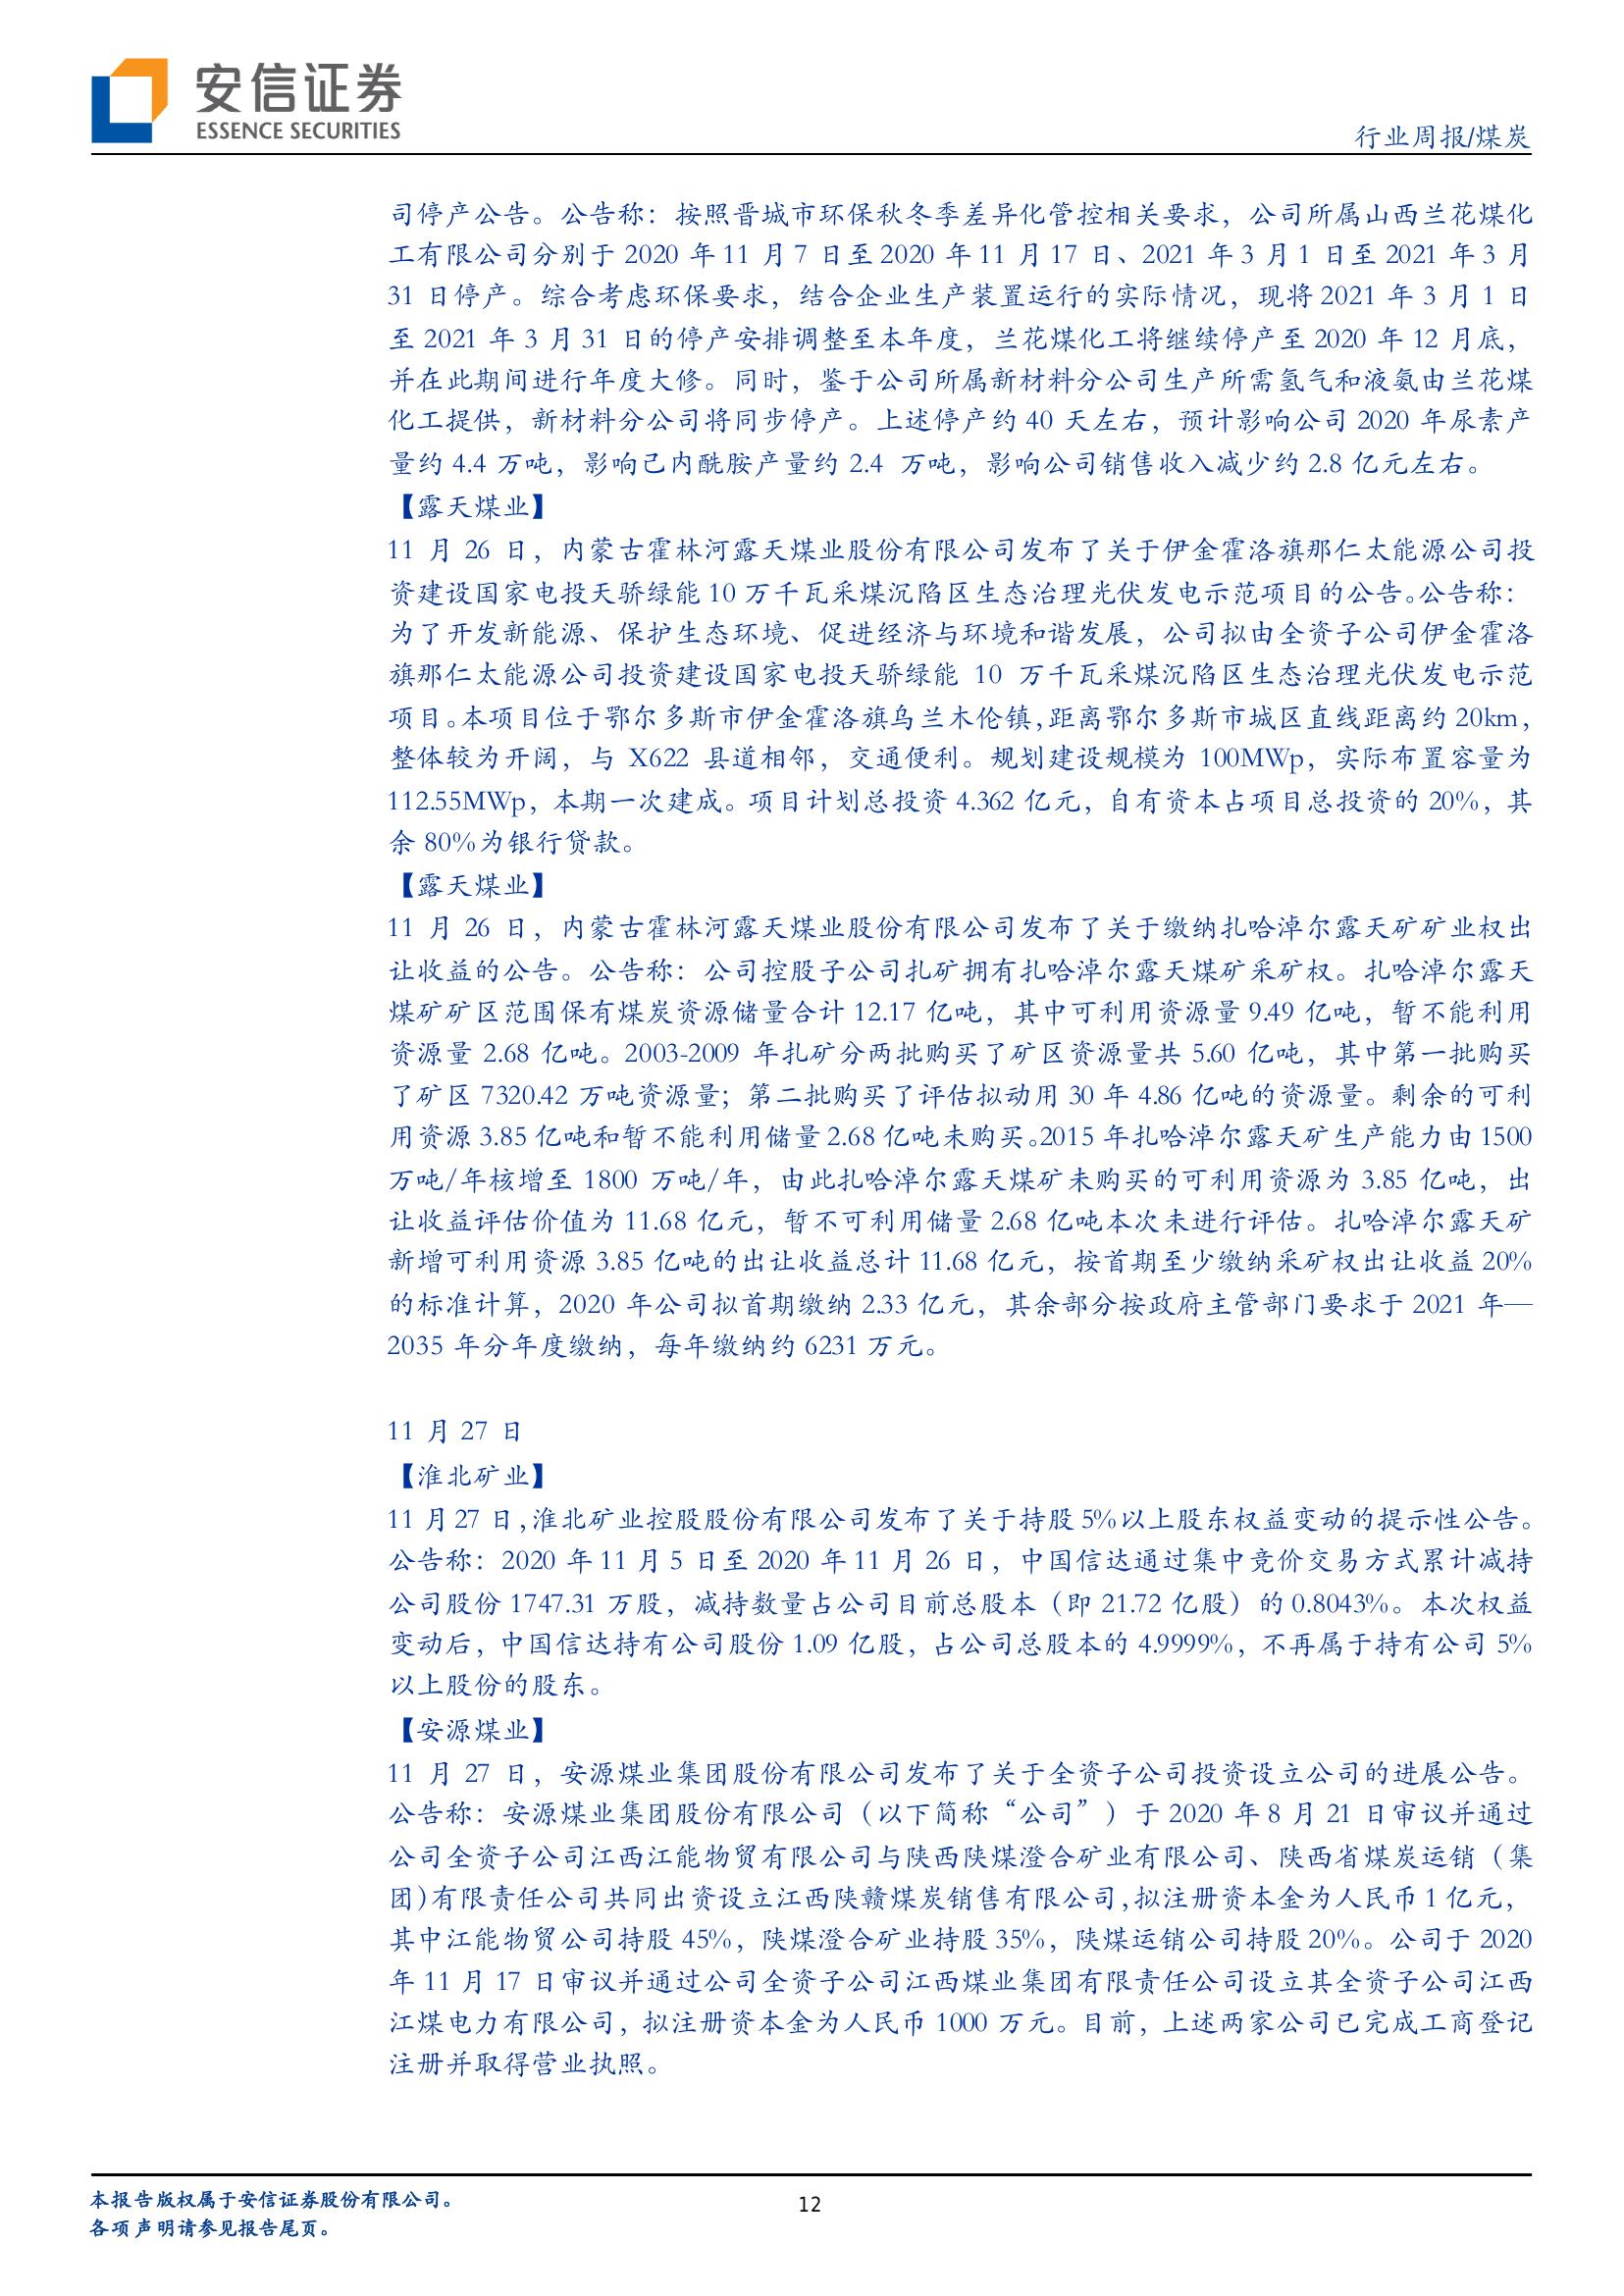 安信证券
ESSENCE SECURITIES
行业周报/煤炭
司停产公告。公告称：按照晋城市环保秋冬季差异化管控相关要求，公司所属山西兰花煤化
工有限公司分别于 2020 年 11 月 7 日至 2020 年 11 月 17 日、2021 年 3 月 1 日至 2021 年 3 月
31 日停产。综合考虑环保要求，结合企业生产装置运行的实际情况，现将 2021 年 3 月 1 日
至 2021 年 3 月 31 日的停产安排调整至本年度，兰花煤化工将继续停产至 2020 年 12 月底，
并在此期间进行年度大修。同时，鉴于公司所属新材料分公司生产所需氢气和液氨由兰花煤
化工提供，新材料分公司将同步停产。上述停产约 40 天左右，预计影响公司 2020 年尿素产
量约 4.4 万吨，影响己内酰胺产量约 2.4 万吨，影响公司销售收入减少约 2.8 亿元左右。
【露天煤业】
11 月 26 日，内蒙古霍林河露天煤业股份有限公司发布了关于伊金霍洛旗那仁太能源公司投
资建设国家电投天骄绿能 10 万千瓦采煤沉陷区生态治理光伏发电示范项目的公告。公告称：
为了开发新能源、保护生态环境、促进经济与环境和谐发展，公司拟由全资子公司伊金霍洛
旗那仁太能源公司投资建设国家电投天骄绿能 10 万千瓦采煤沉陷区生态治理光伏发电示范
项目。本项目位于鄂尔多斯市伊金霍洛旗乌兰木伦镇,距离鄂尔多斯市城区直线距离约 20km，
整体较为开阔，与 X622 县道相邻，交通便利。规划建设规模为 100MWp，实际布置容量为
112.55MWp，本期一次建成。项目计划总投资 4.362 亿元，自有资本占项目总投资的 20%，其
余 80%为银行贷款。
【露天煤业】
11 月 26 日，内蒙古霍林河露天煤业股份有限公司发布了关于缴纳扎哈淖尔露天矿矿业权出
让收益的公告。公告称：公司控股子公司扎矿拥有扎哈淖尔露天煤矿采矿权。扎哈淖尔露天
煤矿矿区范围保有煤炭资源储量合计 12.17 亿吨，其中可利用资源量 9.49 亿吨，暂不能利用
资源量 2.68 亿吨。2003-2009 年扎矿分两批购买了矿区资源量共 5.60 亿吨，其中第一批购买
了矿区 7320.42 万吨资源量；第二批购买了评估拟动用 30 年 4.86 亿吨的资源量。剩余的可利
用资源 3.85 亿吨和暂不能利用储量 2.68 亿吨未购买。2015 年扎哈淖尔露天矿生产能力由 1500
万吨/年核增至 1800 万吨/年，由此扎哈淖尔露天煤矿未购买的可利用资源为 3.85 亿吨，出
让收益评估价值为 11.68 亿元，暂不可利用储量 2.68 亿吨本次未进行评估。扎哈淖尔露天矿
新增可利用资源 3.85 亿吨的出让收益总计 11.68 亿元，按首期至少缴纳采矿权出让收益 20%
的标准计算，2020 年公司拟首期缴纳 2.33 亿元，其余部分按政府主管部门要求于 2021 年—
2035 年分年度缴纳，每年缴纳约 6231 万元。
11 月 27 日
【淮北矿业】
11 月 27 日,淮北矿业控股股份有限公司发布了关于持股 5%以上股东权益变动的提示性公告。
公告称：2020 年 11 月 5 日至 2020 年 11 月 26 日，中国信达通过集中竞价交易方式累计减持
公司股份 1747.31 万股，减持数量占公司目前总股本（即 21.72 亿股）的 0.8043%。本次权益
变动后，中国信达持有公司股份 1.09 亿股，占公司总股本的 4.9999%，不再属于持有公司 5%
以上股份的股东。
【安源煤业】
11 月 27 日，安源煤业集团股份有限公司发布了关于全资子公司投资设立公司的进展公告。
公告称：安源煤业集团股份有限公司（以下简称“公司”）于 2020 年 8 月 21 日审议并通过
公司全资子公司江西江能物贸有限公司与陕西陕煤澄合矿业有限公司、陕西省煤炭运销（集
团)有限责任公司共同出资设立江西陕赣煤炭销售有限公司,拟注册资本金为人民币 1 亿元，
其中江能物贸公司持股 45%，陕煤澄合矿业持股 35%，陕煤运销公司持股 20%。公司于 2020
年 11 月 17 日审议并通过公司全资子公司江西煤业集团有限责任公司设立其全资子公司江西
江煤电力有限公司，拟注册资本金为人民币 1000 万元。目前，上述两家公司已完成工商登记
注册并取得营业执照。
本报告版权属于安信证券股份有限公司。
各项声明请参见报告尾页。
12